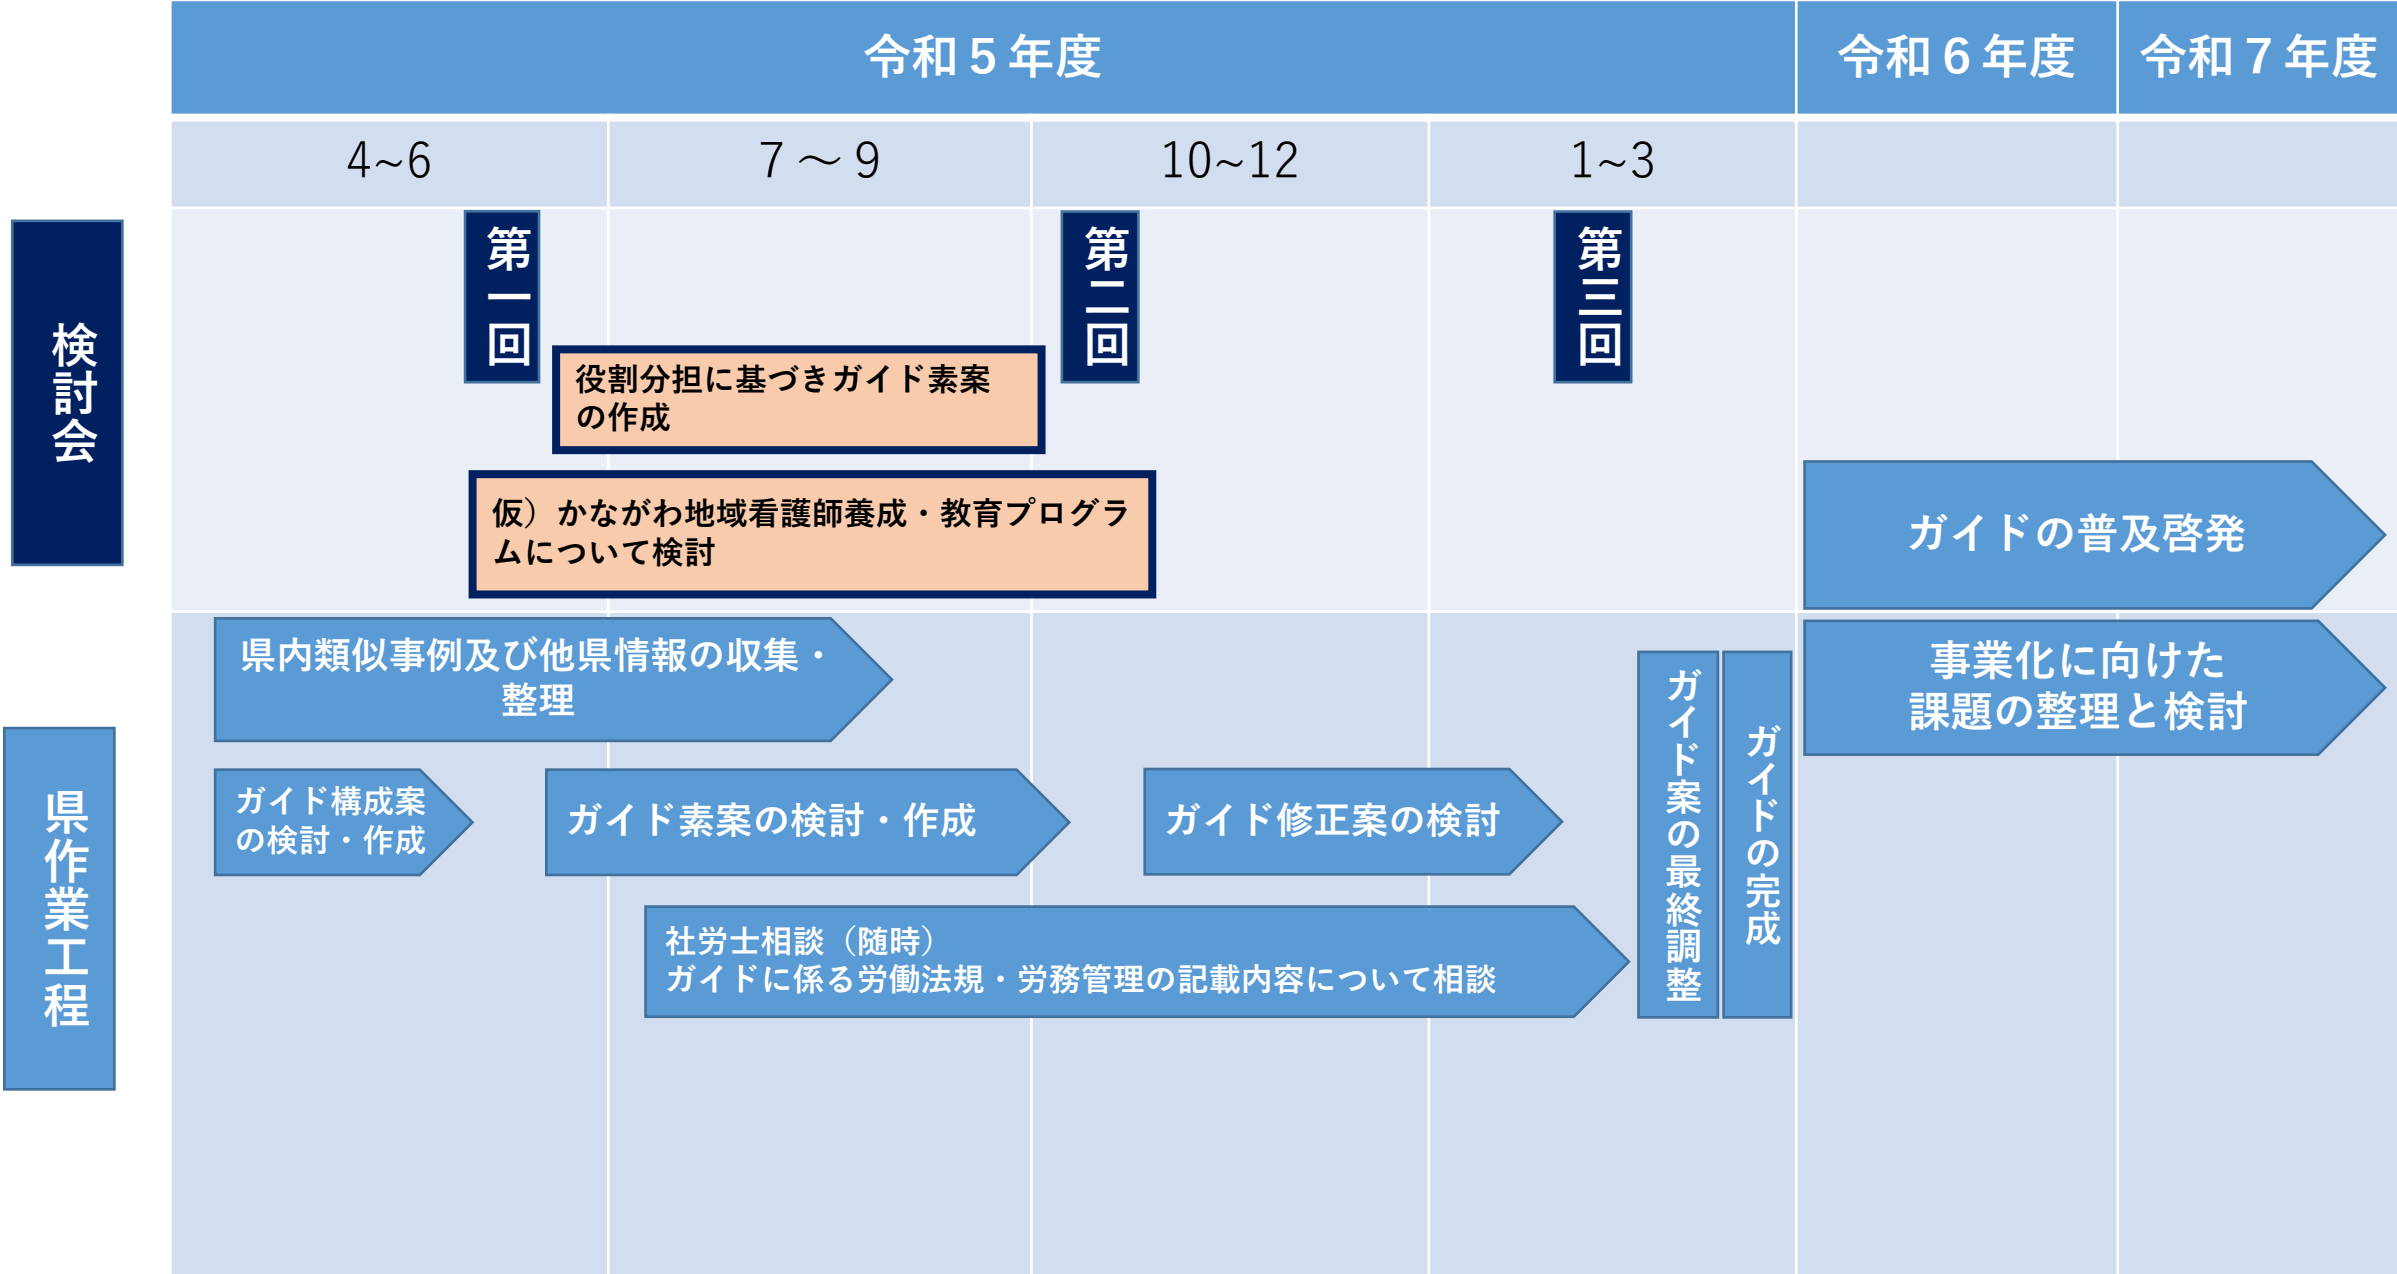 令和５年度
令和６年度
令和７年度
4~6
7～9
10~12
1~3
検討会
第一回
第二回
第三回
役割分担に基づきガイド素案
の作成
仮）かながわ地域看護師養成・教育プログラ
ムについて検討
ガイドの普及啓発
県作業工程
県内類似事例及び他県情報の収集・
整理
ガイド構成案
の検討・作成
ガイド素案の検討・作成
ガイド修正案の検討
社労士相談（随時）
ガイドに係る労働法規・労務管理の記載内容について相談
ガイド案の最終調整
ガイドの完成
事業化に向けた
課題の整理と検討